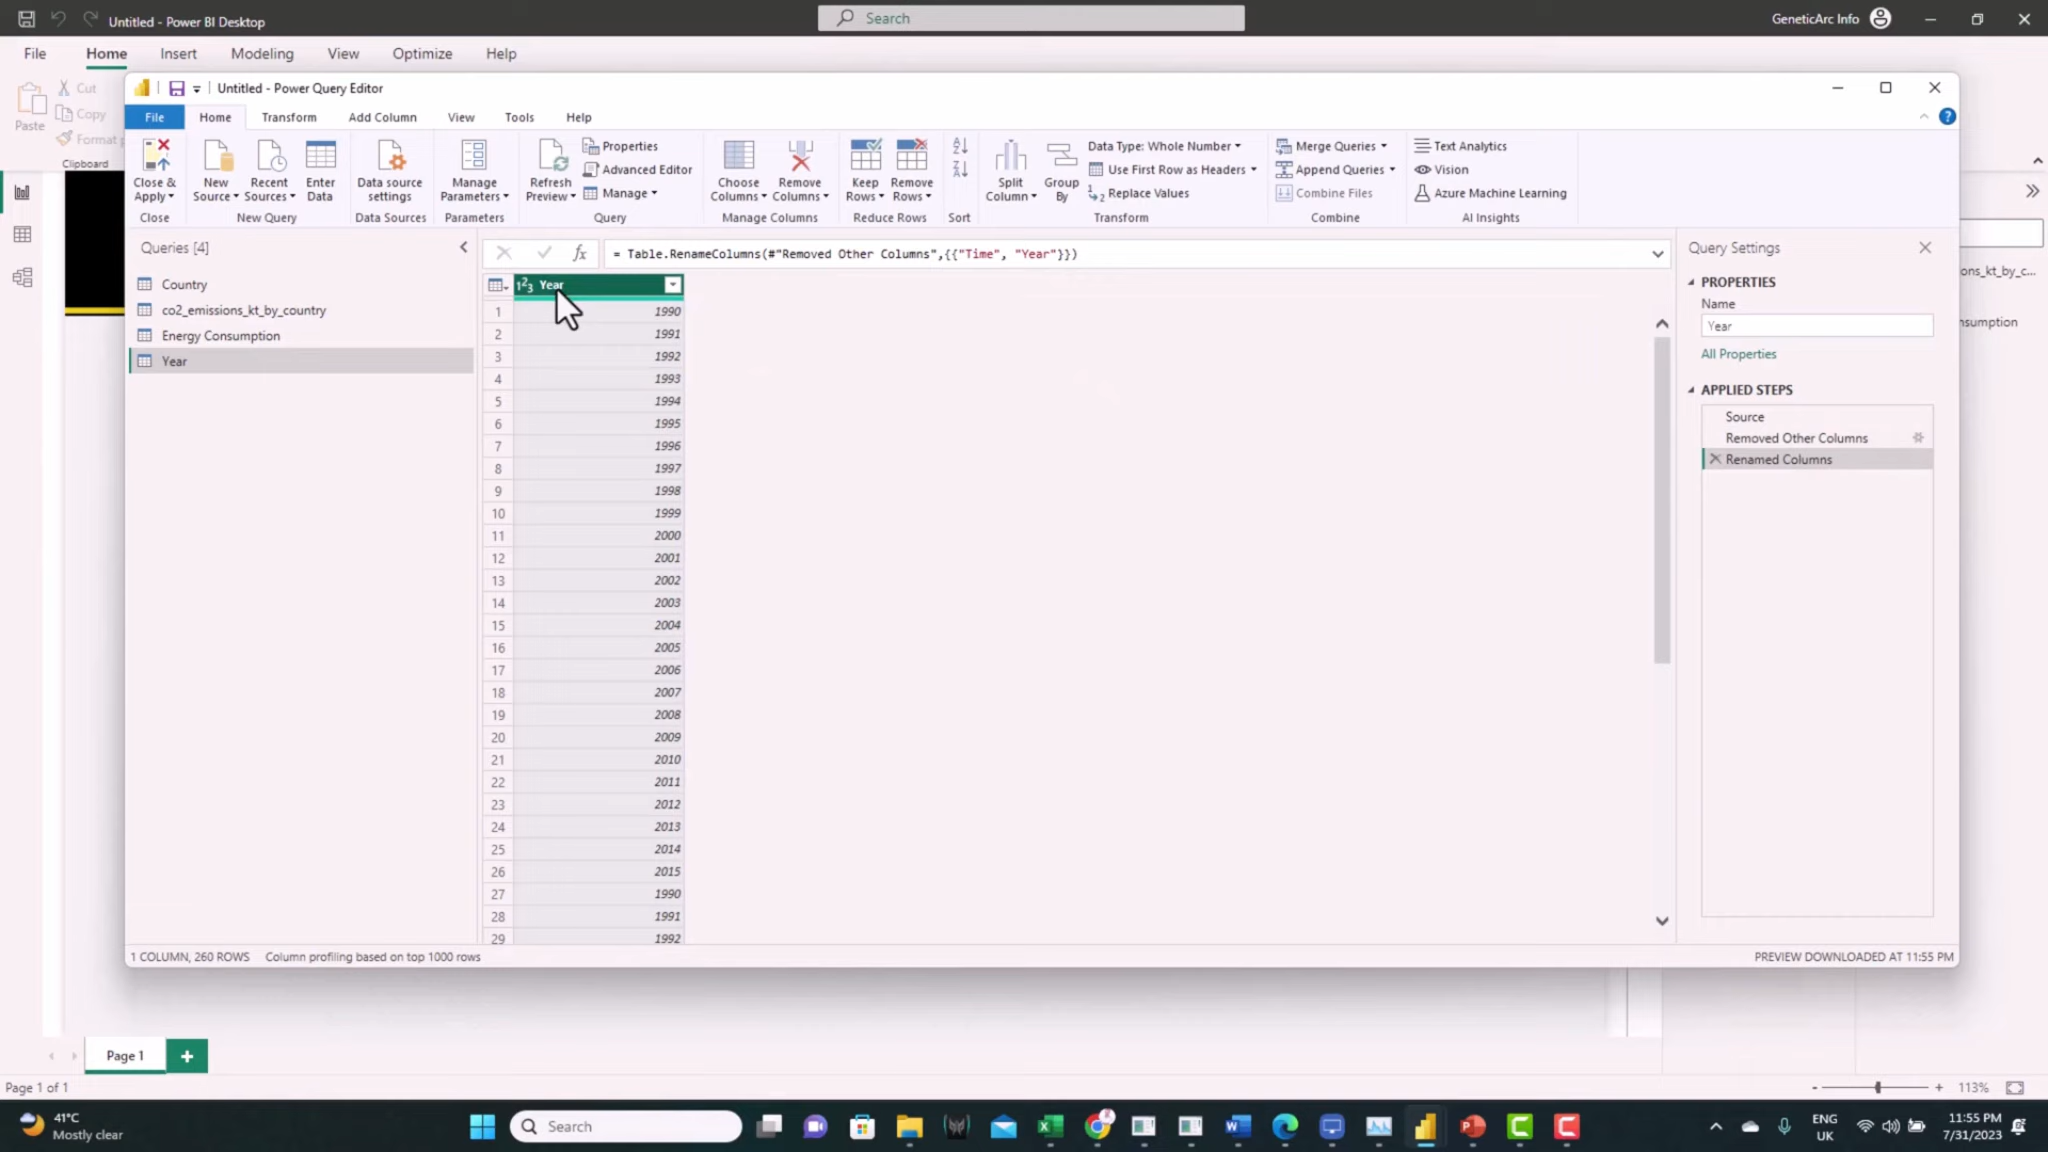 Untitled - Power BI Desktop
Search
GeneticArc Info
File Home Insert Modeling View Optimize Help
Paste
Cut
Copy
Format
Clipboard
Untitled - Power Query Editor
File Home Transform Add Column View Tools Help
Close & Apply
Close
New Source
Recent Sources
Enter Data
New Query
Data source settings
Data Sources
Manage Parameters
Parameters
Refresh Preview
Properties
Advanced Editor
Manage
Query
Choose Columns
Remove Columns
Manage Columns
Keep Rows
Remove Rows
Reduce Rows
Sort
Split Column
Group By
Data Type: Whole Number
Use First Row as Headers
Replace Values
Transform
Merge Queries
Append Queries
Combine Files
Combine
Text Analytics
Vision
Azure Machine Learning
AI Insights
Queries [4]
Country
co2_emissions_kt_by_country
Energy Consumption
Year
= Table.RenameColumns(#"Removed Other Columns",{{"Time", "Year"}})
123 Year
1 1990
2 1991
3 1992
4 1993
5 1994
6 1995
7 1996
8 1997
9 1998
10 1999
11 2000
12 2001
13 2002
14 2003
15 2004
16 2005
17 2006
18 2007
19 2008
20 2009
21 2010
22 2011
23 2012
24 2013
25 2014
26 2015
27 1990
28 1991
29 1992
Query Settings
PROPERTIES
Name
Year
All Properties
APPLIED STEPS
Source
Removed Other Columns
Renamed Columns
ons_kt_by_c...
nsumption
1 COLUMN, 260 ROWS Column profiling based on top 1000 rows
PREVIEW DOWNLOADED AT 11:55 PM
Page 1
Page 1 of 1
- + 113%
41°C
Mostly clear
Search
ENG
UK
11:55 PM
7/31/2023